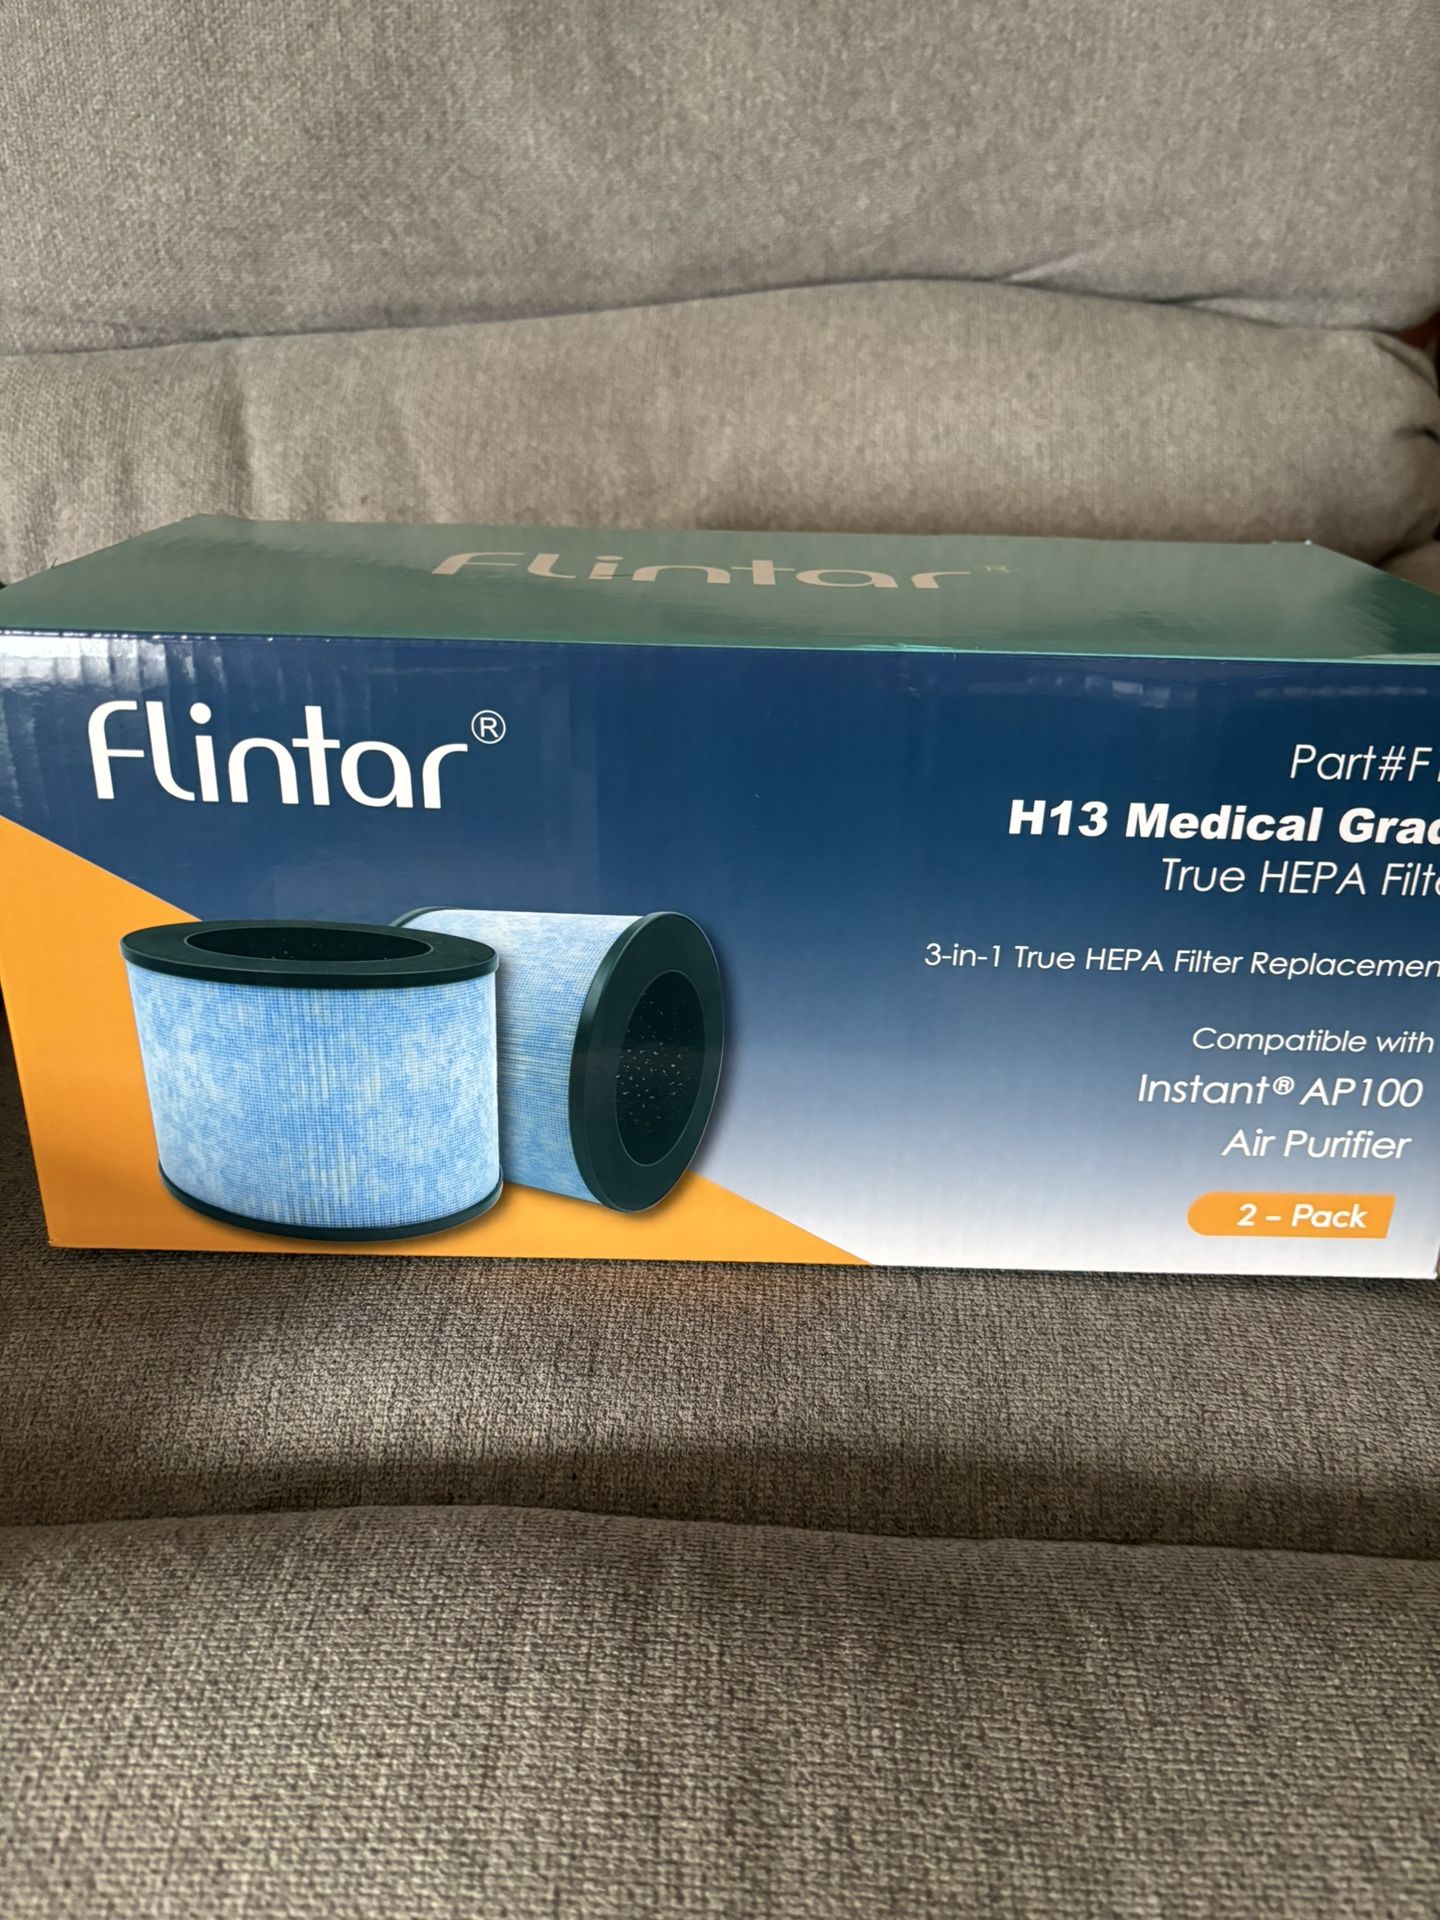 Flintar®
Flintar®
Part#F
H13 Medical Grad
True HEPA Filte
3-in-1 True HEPA Filter Replacemen
Compatible with
Instant® AP100
Air Purifier
2 - Pack